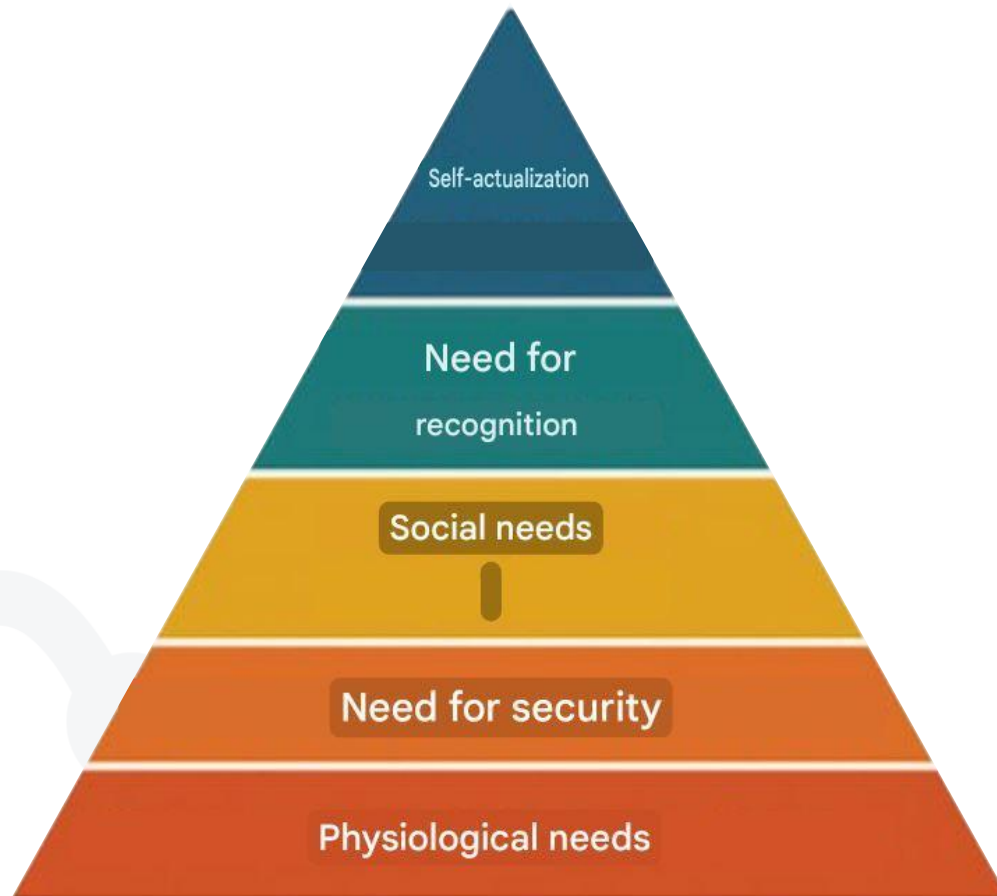 Self-actualization
Need for
recognition
Social needs
Need for security
Physiological needs